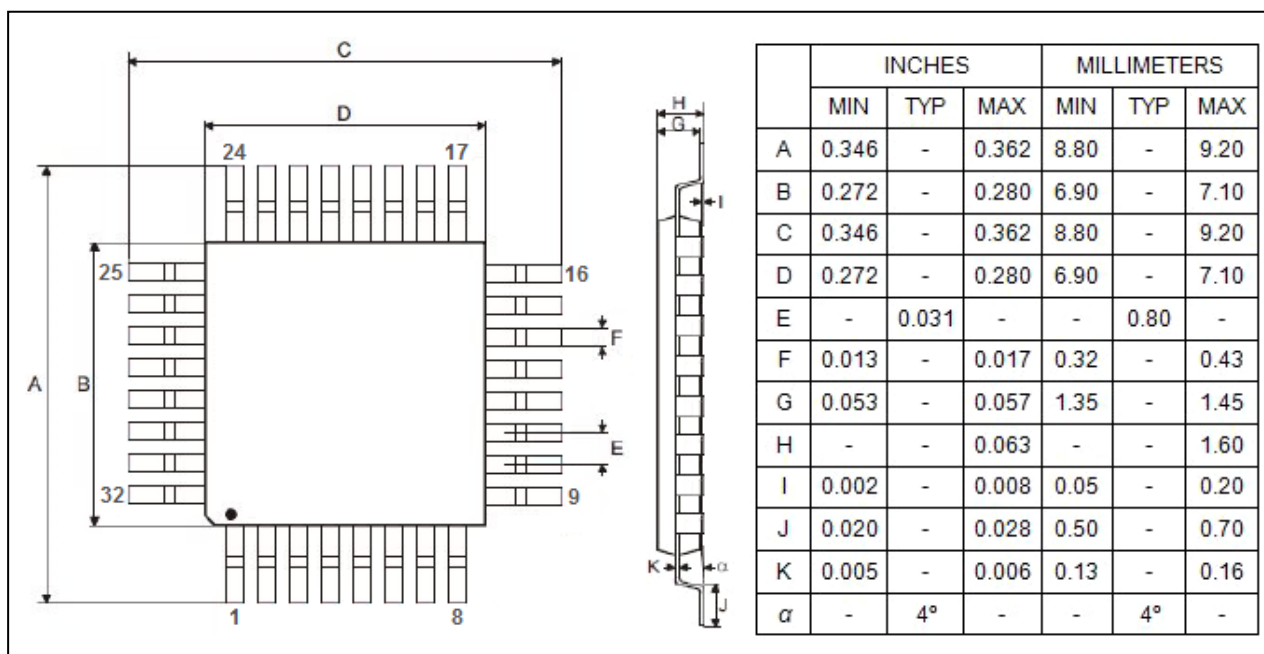 C
D
24 17
25 16
A B F
E
32 9
1 8
H
G
I
K α
J
INCHES MILLIMETERS
MIN TYP MAX MIN TYP MAX
A 0.346 - 0.362 8.80 - 9.20
B 0.272 - 0.280 6.90 - 7.10
C 0.346 - 0.362 8.80 - 9.20
D 0.272 - 0.280 6.90 - 7.10
E - 0.031 - - 0.80 -
F 0.013 - 0.017 0.32 - 0.43
G 0.053 - 0.057 1.35 - 1.45
H - - 0.063 - - 1.60
I 0.002 - 0.008 0.05 - 0.20
J 0.020 - 0.028 0.50 - 0.70
K 0.005 - 0.006 0.13 - 0.16
α - 4º - - 4º -